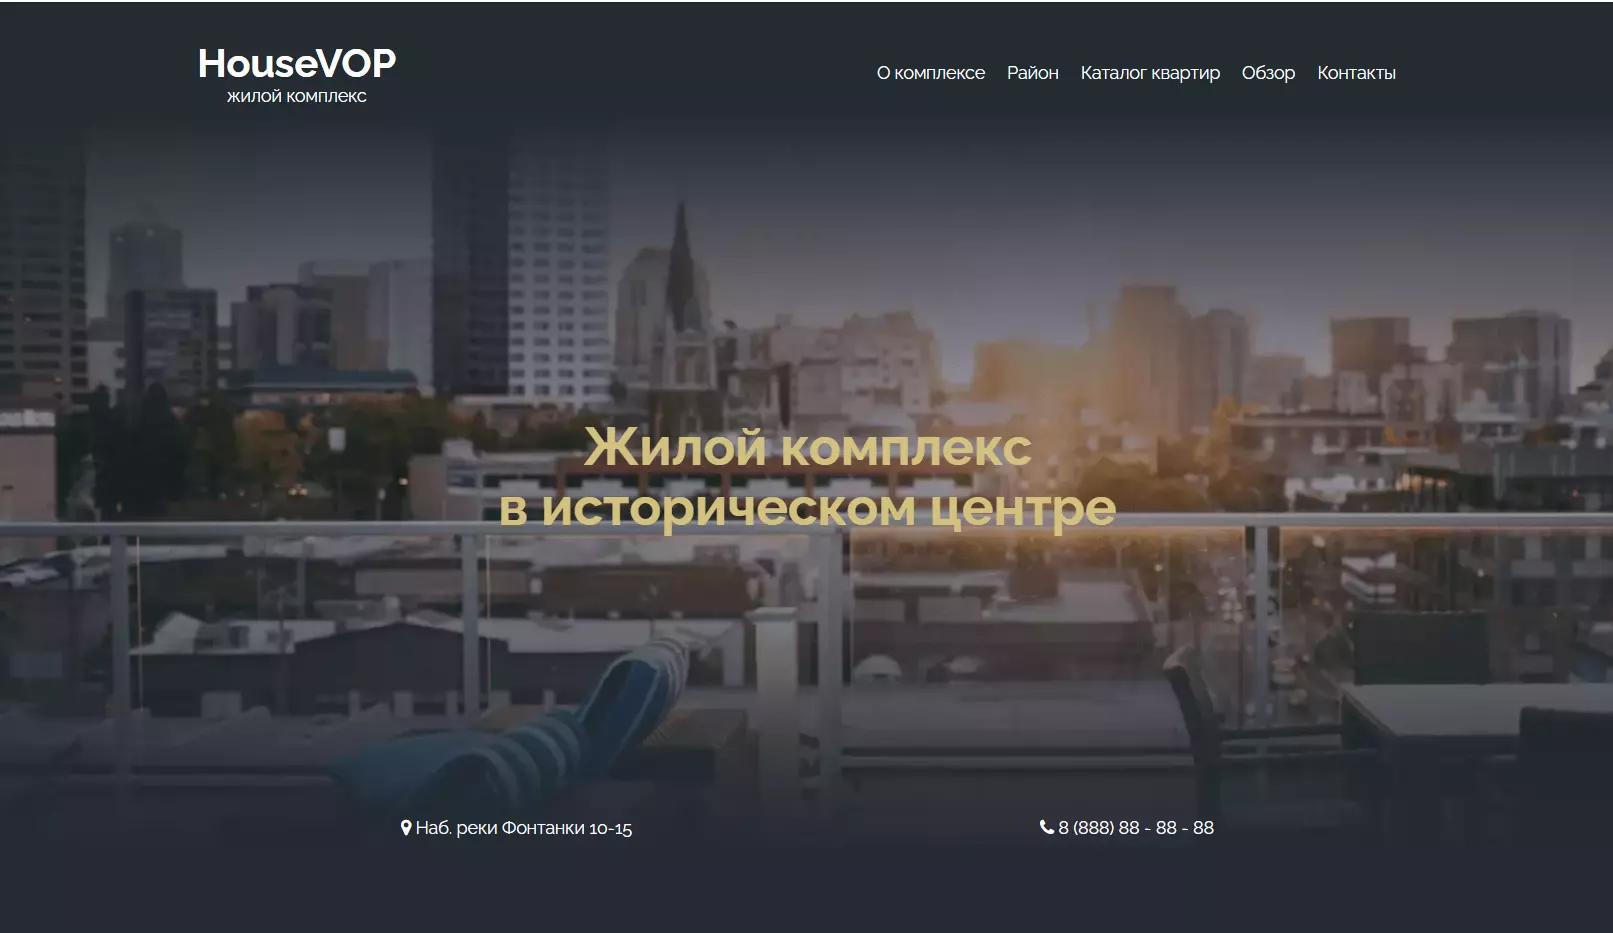 HouseVOP
жилой комплекс
О комплексе Район Каталог квартир Обзор Контакты
Жилой комплекс
в историческом центре
Наб. реки Фонтанки 10-15
8 (888) 88 - 88 - 88